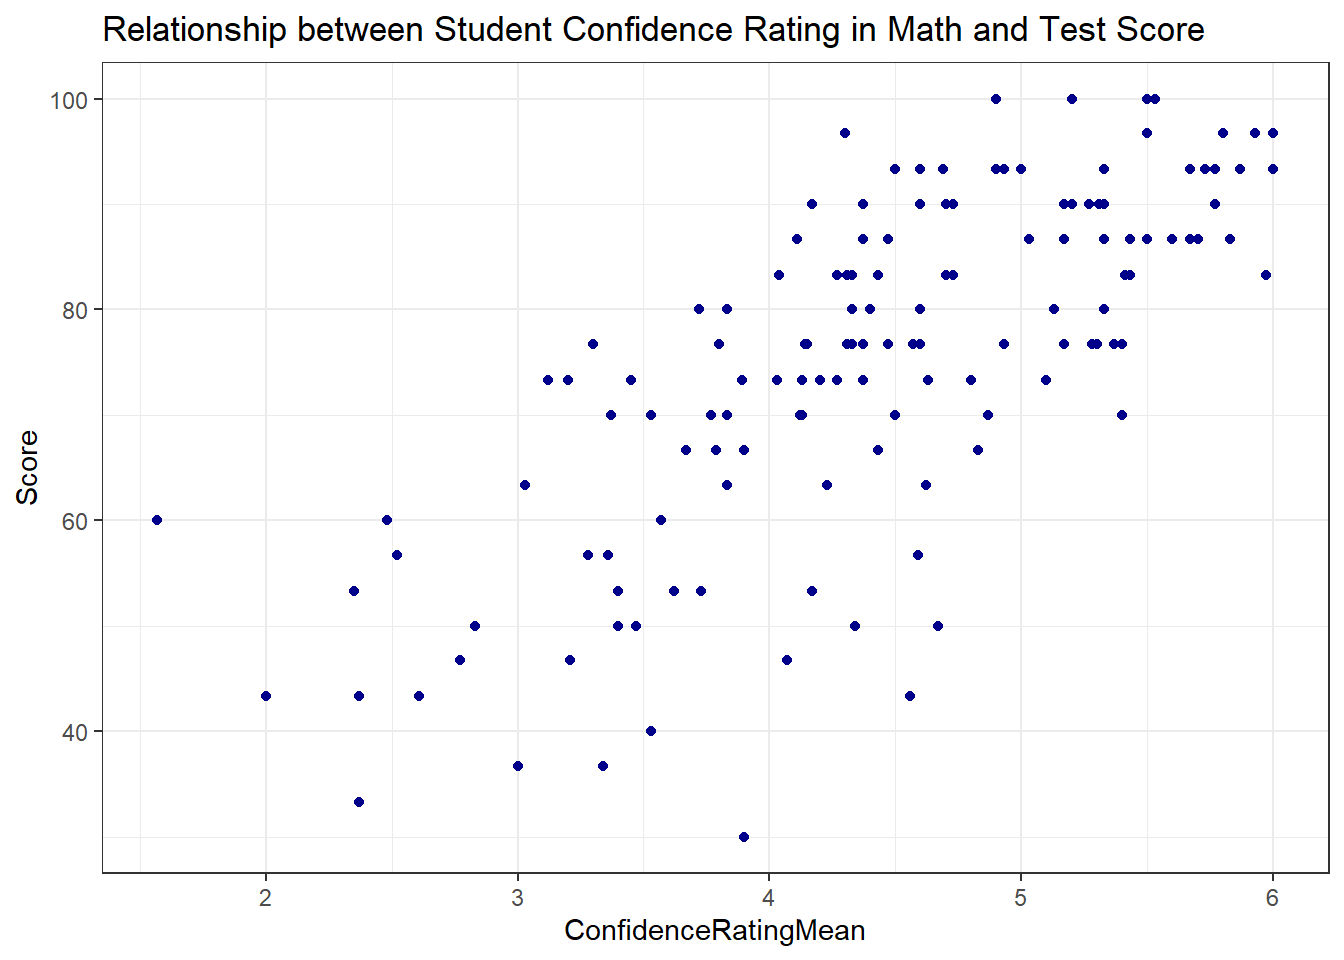 Relationship between Student Confidence Rating in Math and Test Score
100
80
60
40
Score
2 3 4 5 6
ConfidenceRatingMean